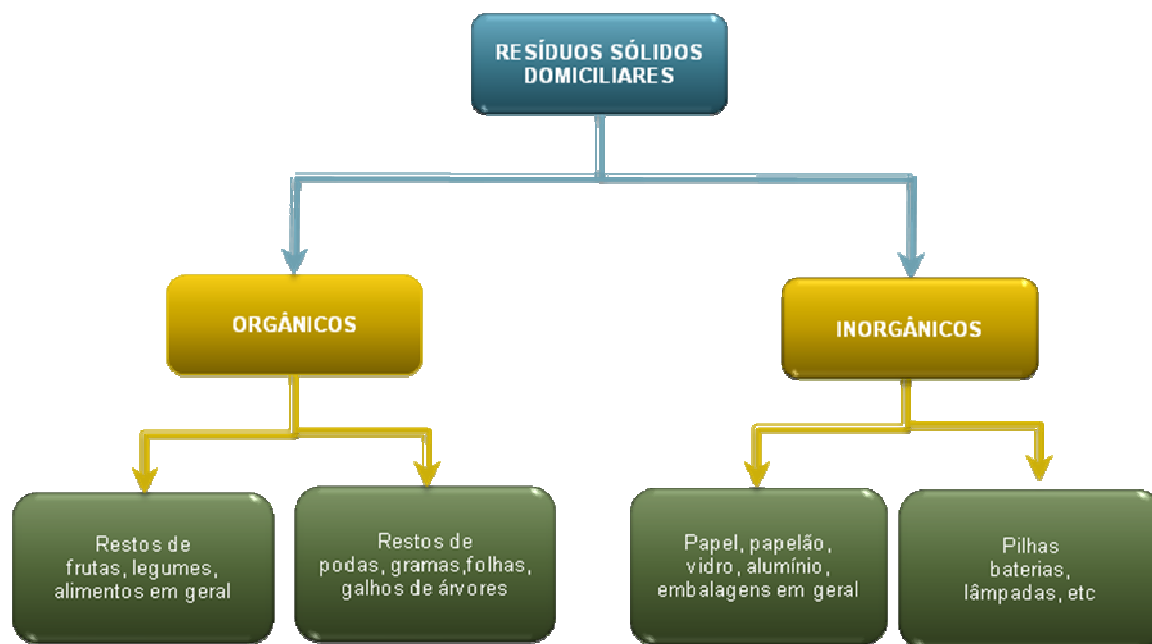 RESÍDUOS SÓLIDOS
DOMICILIARES
ORGÂNICOS
INORGÂNICOS
Restos de
frutas, legumes,
alimentos em geral
Restos de
podas, gramas,folhas,
galhos de árvores
Papel, papelão,
vidro, alumínio,
embalagens em geral
Pilhas
baterias,
lâmpadas, etc